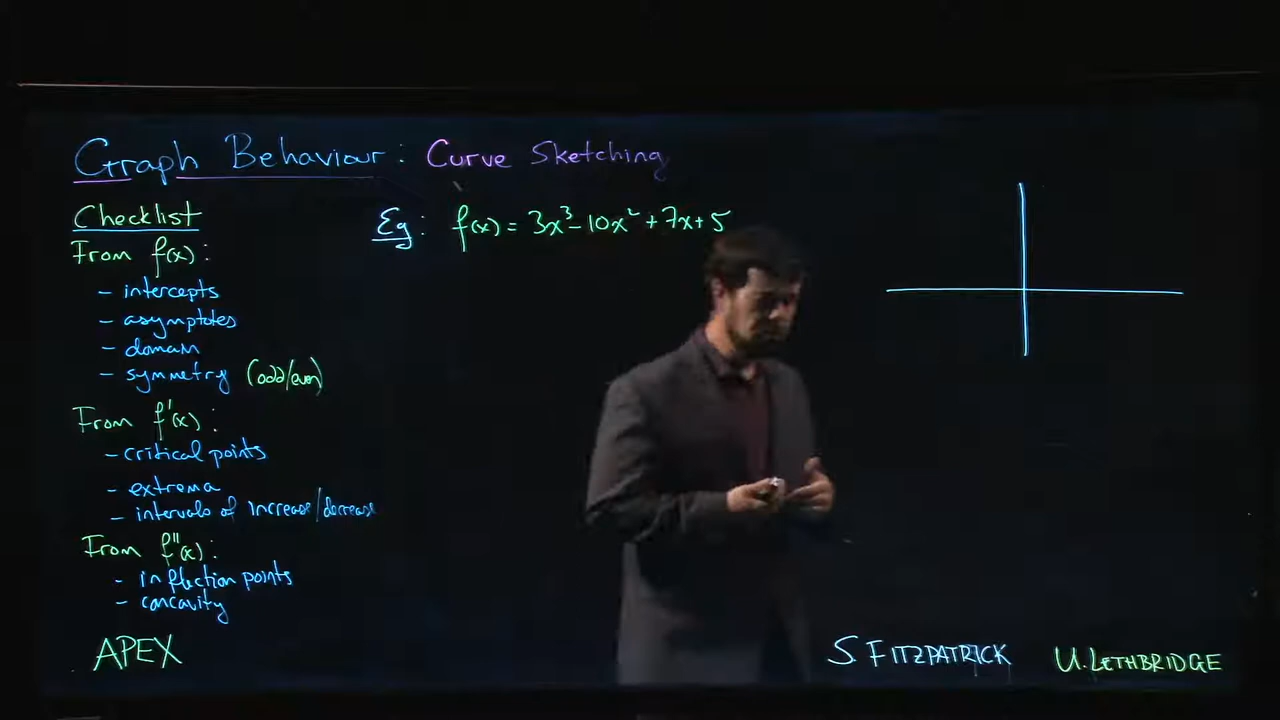 Graph Behaviour: Curve Sketching
Checklist
From f(x):
- intercepts
- asymptotes
- domain
- symmetry (odd/even)
From f'(x):
- critical points
- extrema
- intervals of increase/decrease
From f"(x):
- inflection points
- concavity
APEX
Eg: f(x) = 3x³ - 10x² + 7x + 5
S FITZPATRICK
U. LETHBRIDGE